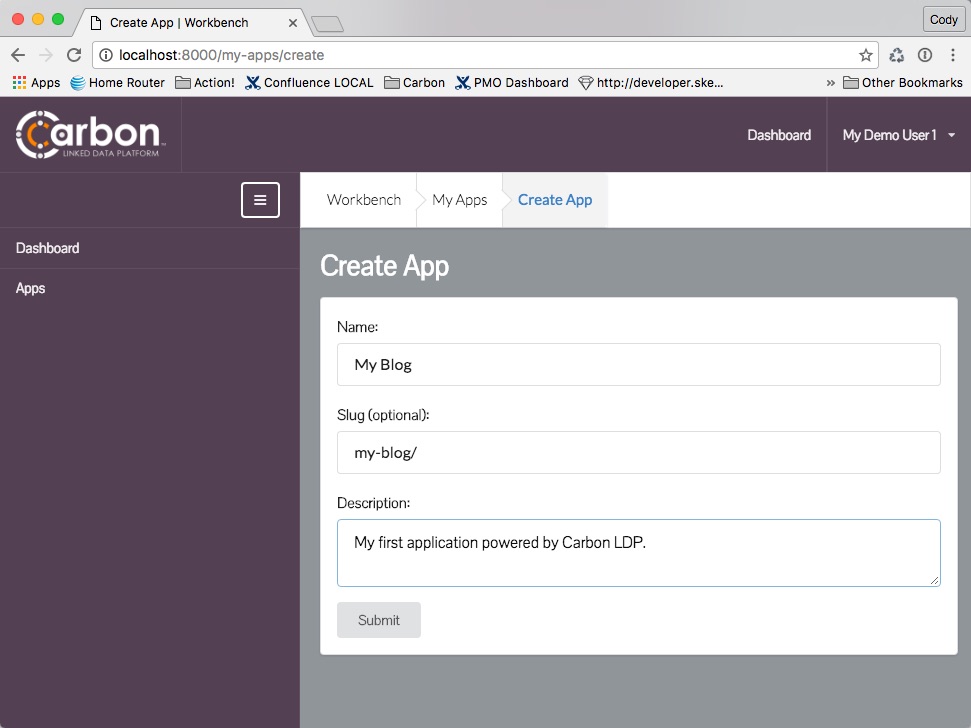 Create App | Workbench
Cody
localhost:8000/my-apps/create
Apps Home Router Action! Confluence LOCAL Carbon PMO Dashboard http://developer.ske... » Other Bookmarks
Carbon
LINKED DATA PLATFORM
Dashboard
My Demo User1
Workbench My Apps Create App
Dashboard
Apps
Create App
Name:
My Blog
Slug (optional):
my-blog/
Description:
My first application powered by Carbon LDP.
Submit